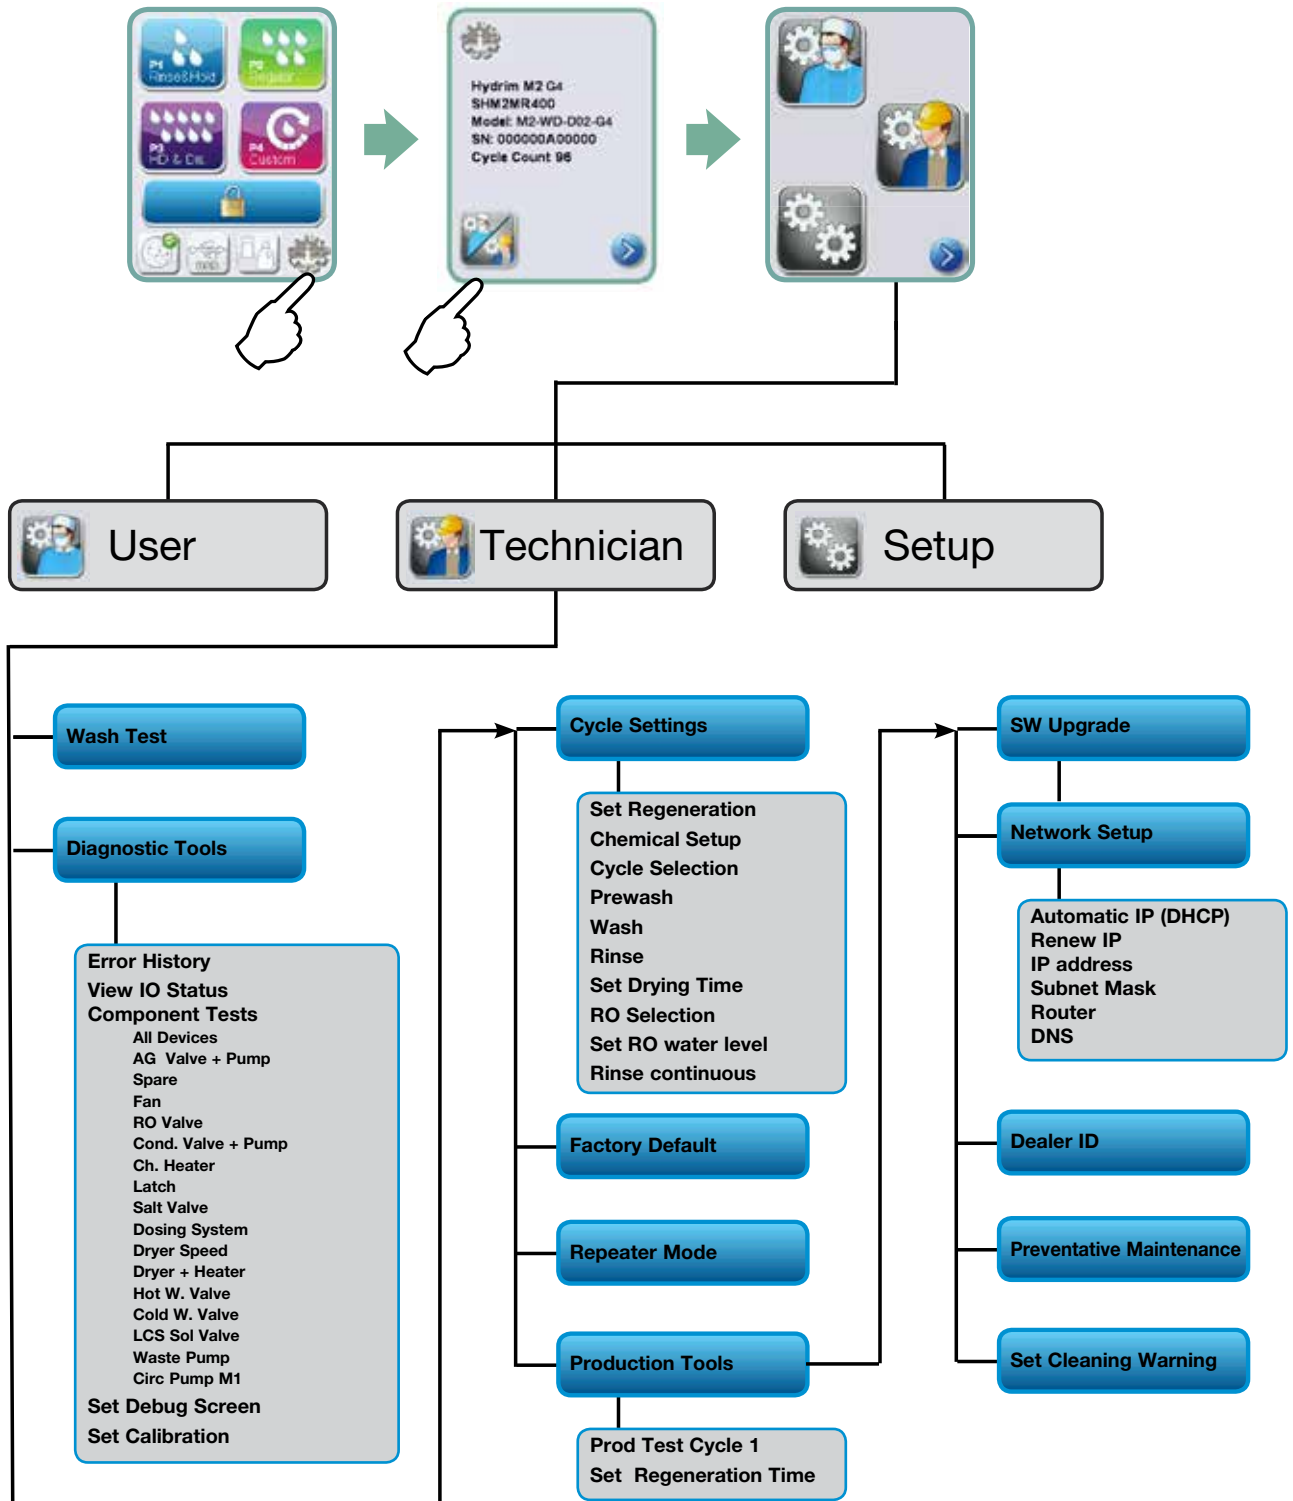 P1
Rinse&Hold
P2
Regular
P3
HD & Dis.
P4
Custom
Hydrim M2 G4
SHM2MR400
Model: M2-WD-D02-G4
SN: 000000A00000
Cycle Count 96
User
Technician
Setup
Wash Test
Diagnostic Tools
Error History
View IO Status
Component Tests
All Devices
AG Valve + Pump
Spare
Fan
RO Valve
Cond. Valve + Pump
Ch. Heater
Latch
Salt Valve
Dosing System
Dryer Speed
Dryer + Heater
Hot W. Valve
Cold W. Valve
LCS Sol Valve
Waste Pump
Circ Pump M1
Set Debug Screen
Set Calibration
Cycle Settings
Set Regeneration
Chemical Setup
Cycle Selection
Prewash
Wash
Rinse
Set Drying Time
RO Selection
Set RO water level
Rinse continuous
Factory Default
Repeater Mode
Production Tools
Prod Test Cycle 1
Set Regeneration Time
SW Upgrade
Network Setup
Automatic IP (DHCP)
Renew IP
IP address
Subnet Mask
Router
DNS
Dealer ID
Preventative Maintenance
Set Cleaning Warning